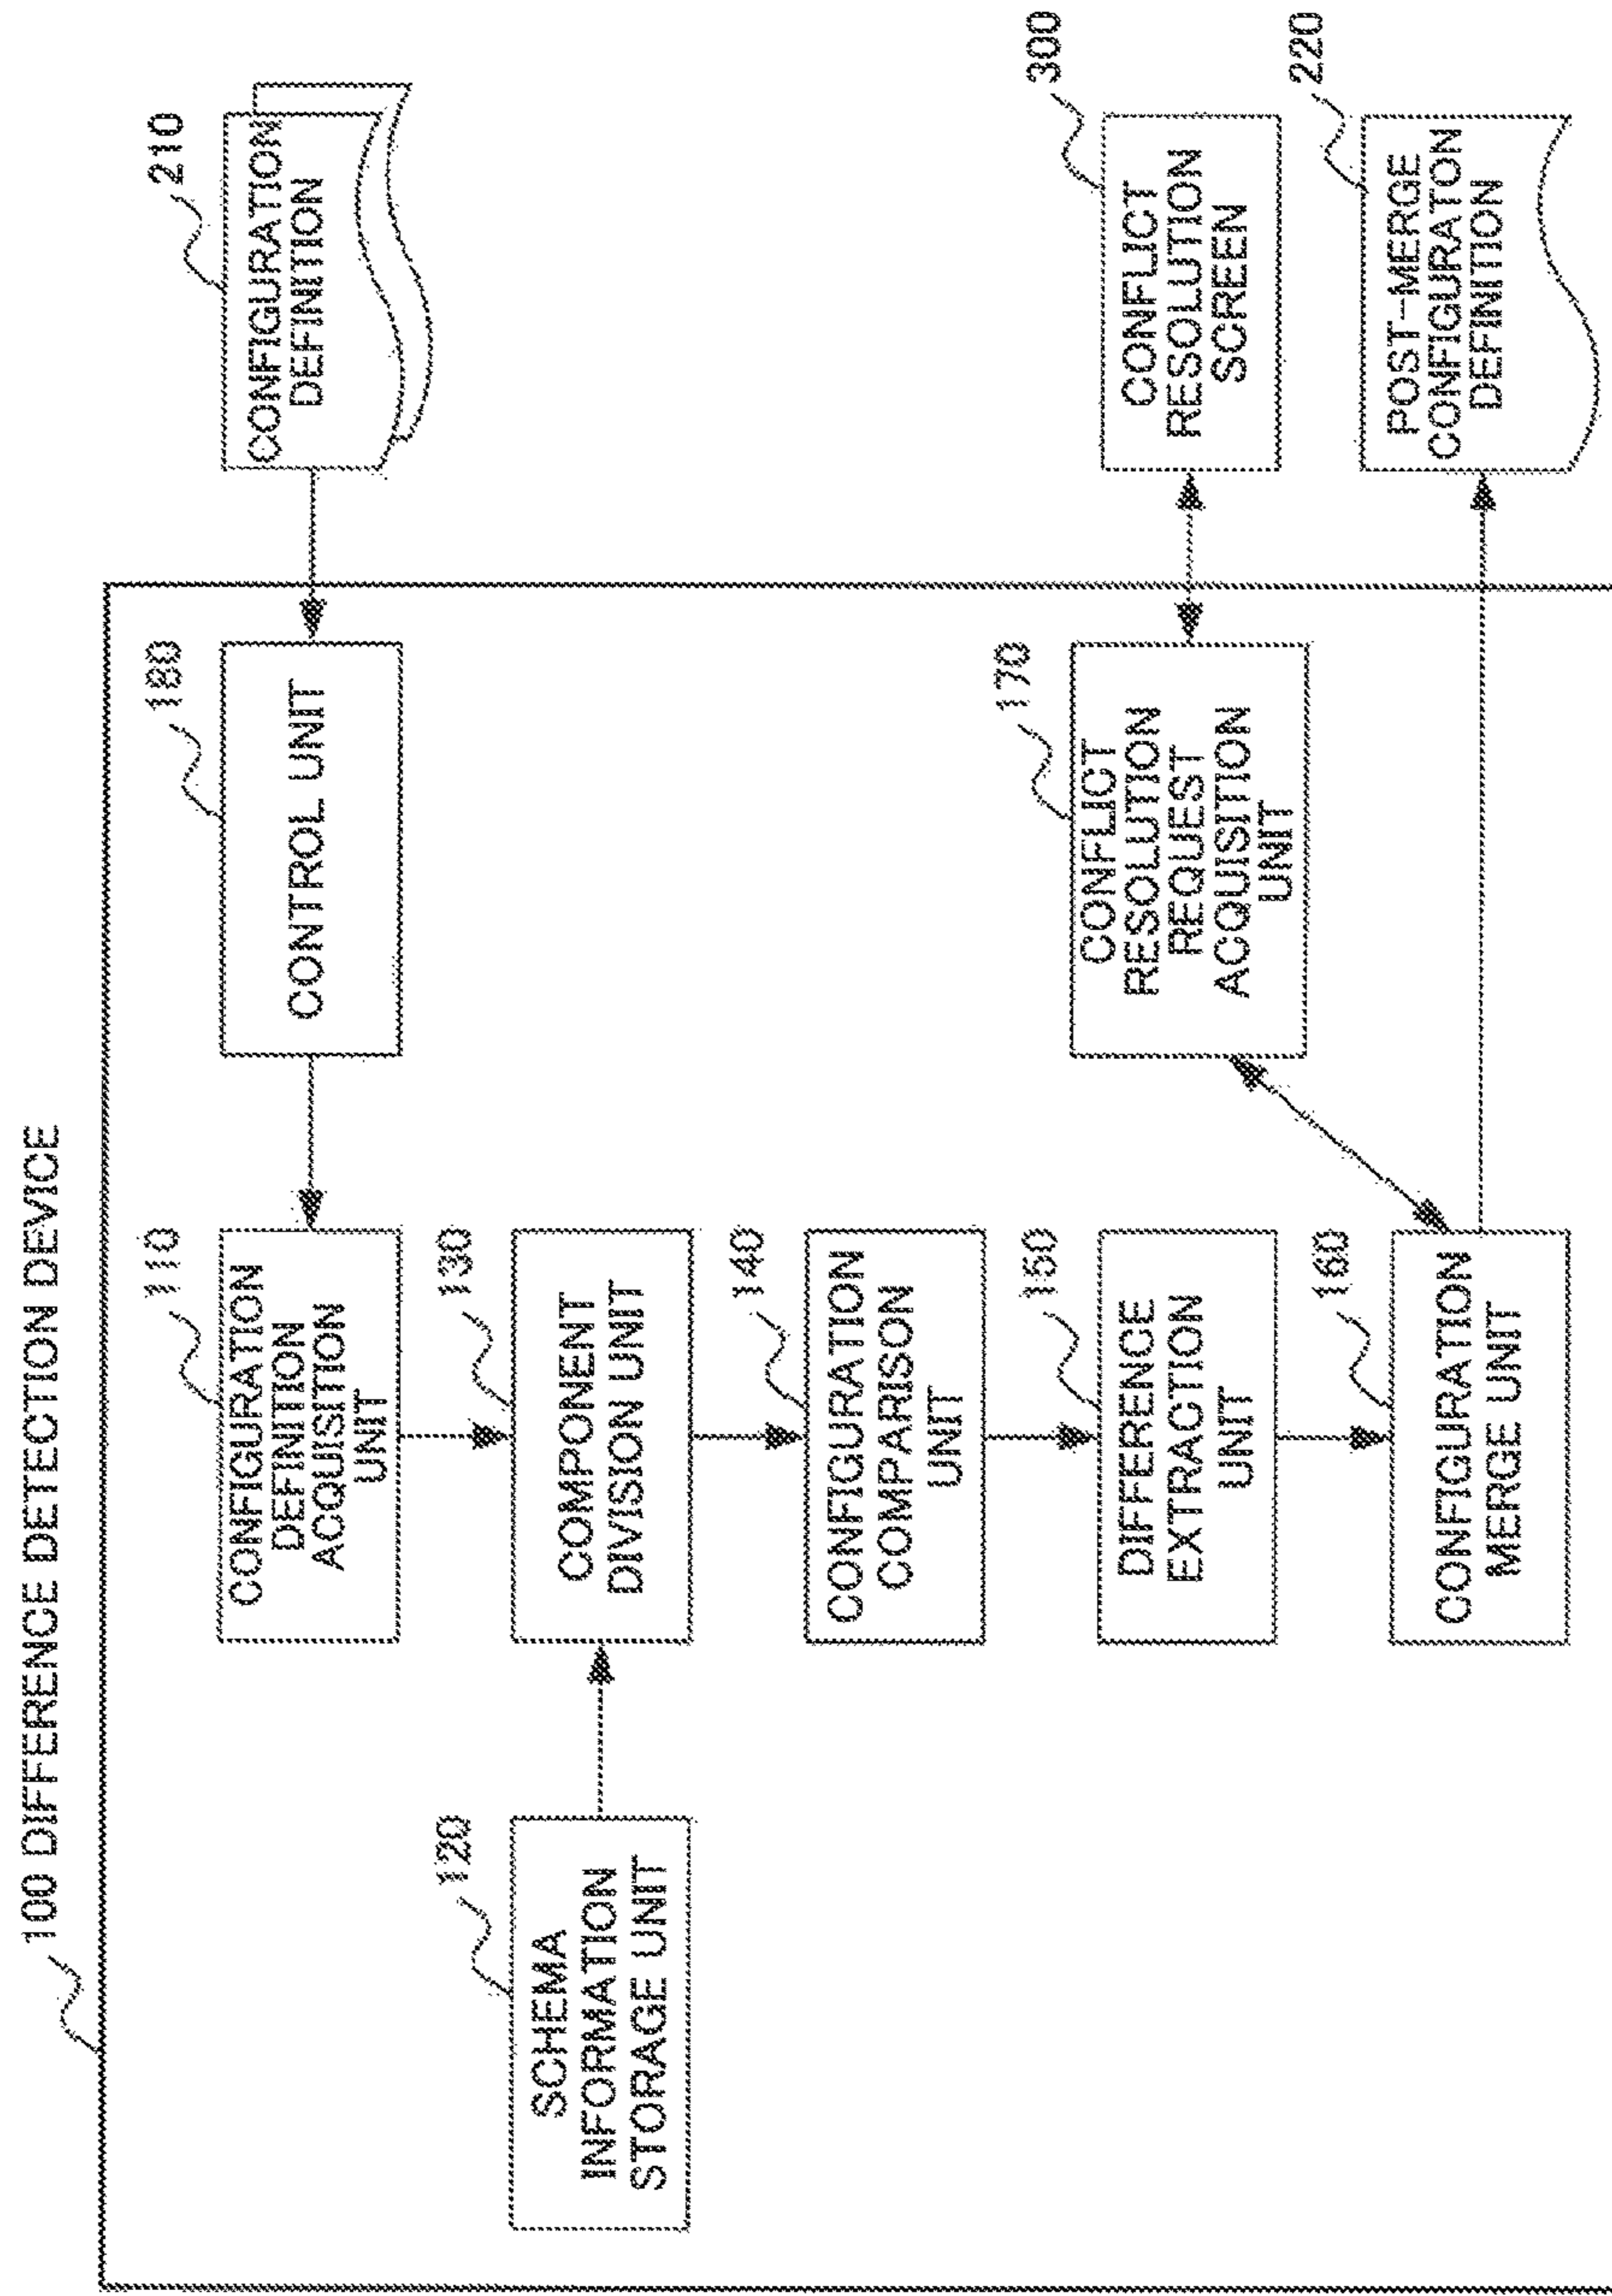 100 DIFFERENCE DETECTION DEVICE
110
CONFIGURATION
DEFINITION
ACQUISITION
UNIT
180
CONTROL UNIT
210
CONFIGURATION
DEFINITION
120
SCHEMA
INFORMATION
STORAGE UNIT
130
COMPONENT
DIVISION UNIT
140
CONFIGURATION
COMPARISON
UNIT
150
DIFFERENCE
EXTRACTION
UNIT
170
CONFLICT
RESOLUTION
REQUEST
ACQUISITION
UNIT
300
CONFLICT
RESOLUTION
SCREEN
160
CONFIGURATION
MERGE UNIT
220
POST-MERGE
CONFIGURATON
DEFINITION